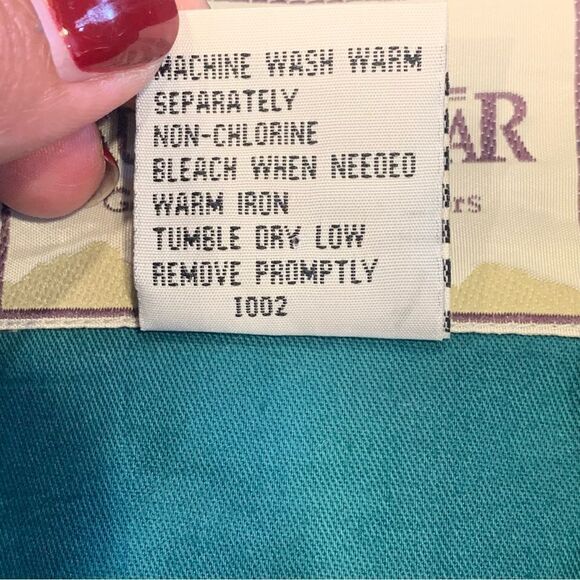 MACHINE WASH WARM
SEPARATELY
NON-CHLORINE
BLEACH WHEN NEEDED
WARM IRON
TUMBLE DRY LOW
REMOVE PROMPTLY
1002